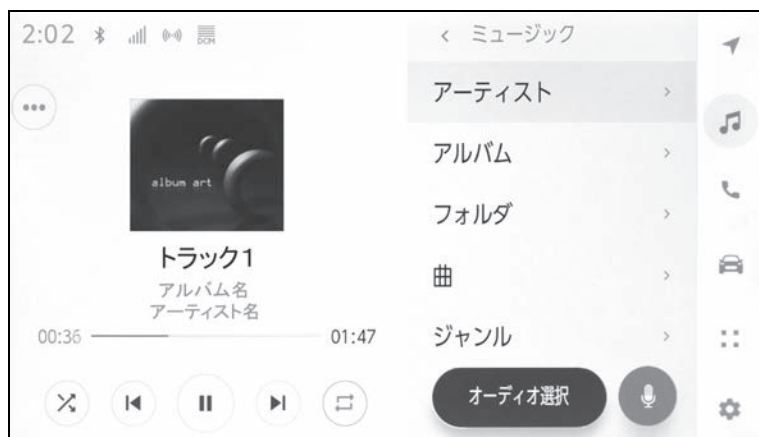 2:02
DCM
album art
トラック1
アルバム名
アーティスト名
00:36
01:47
ミュージック
アーティスト
アルバム
フォルダ
曲
ジャンル
オーディオ選択